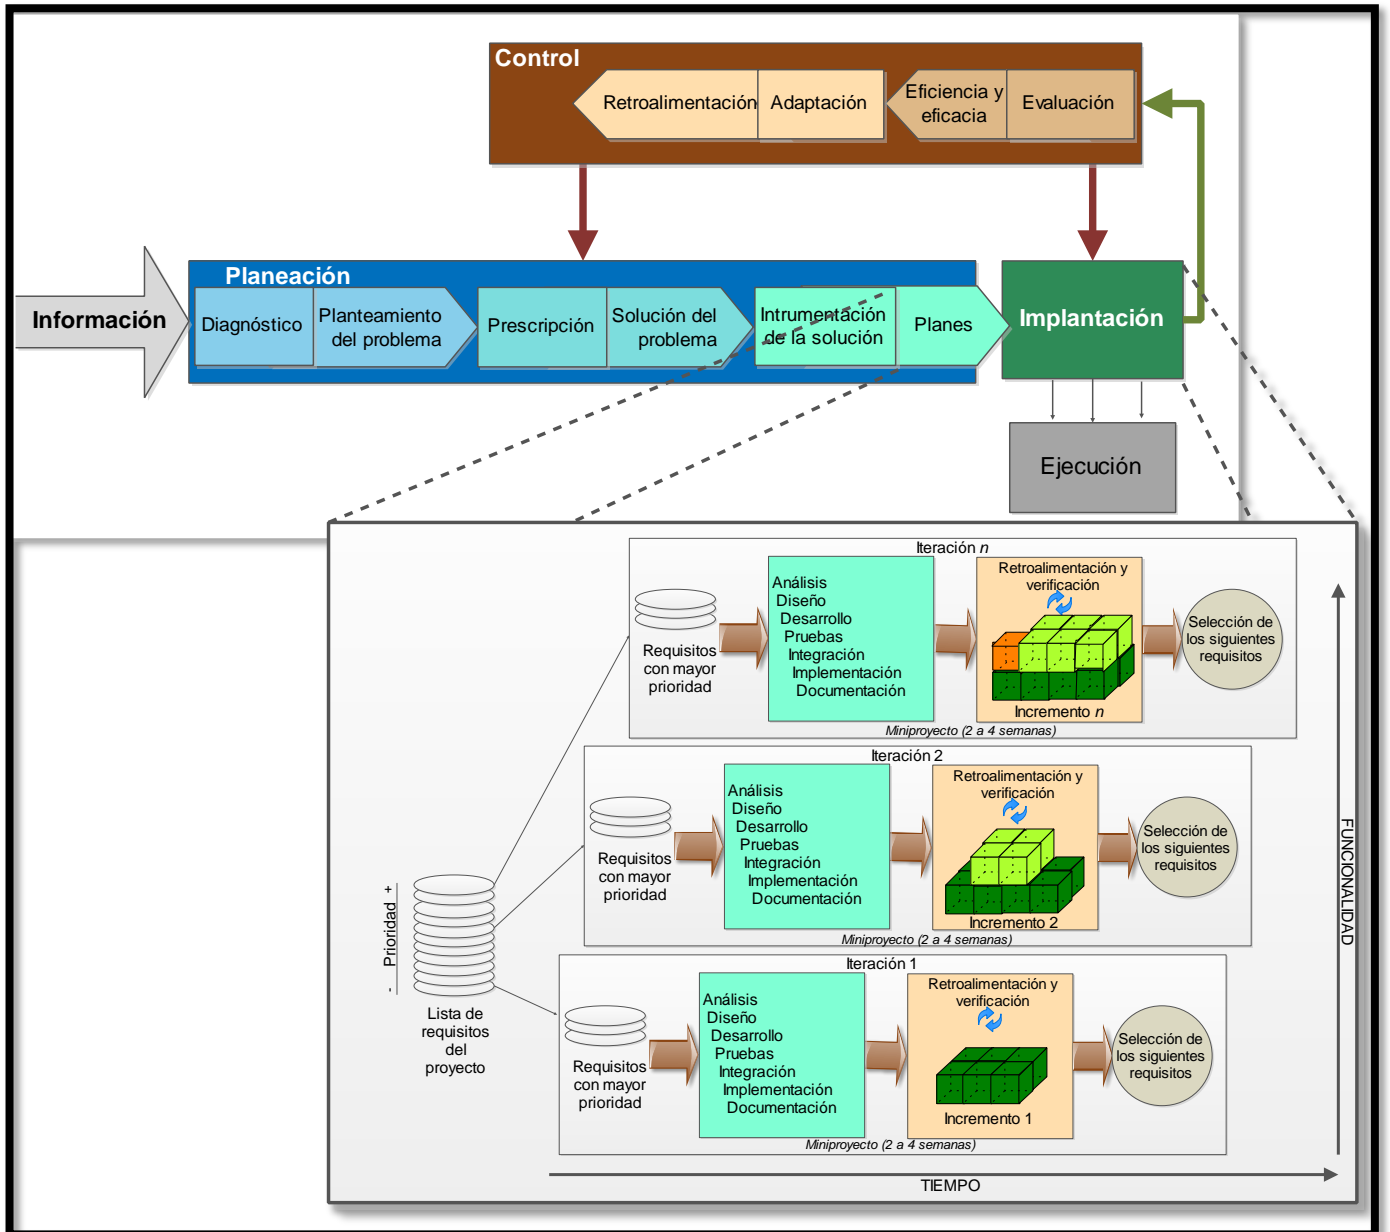 Control
Retroalimentación
Adaptación
Eficiencia y
eficacia
Evaluación
Información
Planeación
Diagnóstico
Planteamiento
del problema
Prescripción
Solución del
problema
Intrumentación
de la solución
Planes
Implantación
Ejecución
Iteración n
Requisitos
con mayor
prioridad
Análisis
Diseño
Desarrollo
Pruebas
Integración
Implementación
Documentación
Retroalimentación y
verificación
Incremento n
Selección de
los siguientes
requisitos
Miniproyecto (2 a 4 semanas)
Iteración 2
Requisitos
con mayor
prioridad
Análisis
Diseño
Desarrollo
Pruebas
Integración
Implementación
Documentación
Retroalimentación y
verificación
Incremento 2
Selección de
los siguientes
requisitos
Miniproyecto (2 a 4 semanas)
Iteración 1
Requisitos
con mayor
prioridad
Análisis
Diseño
Desarrollo
Pruebas
Integración
Implementación
Documentación
Retroalimentación y
verificación
Incremento 1
Selección de
los siguientes
requisitos
Miniproyecto (2 a 4 semanas)
- Prioridad +
Lista de
requisitos
del
proyecto
FUNCIONALIDAD
TIEMPO